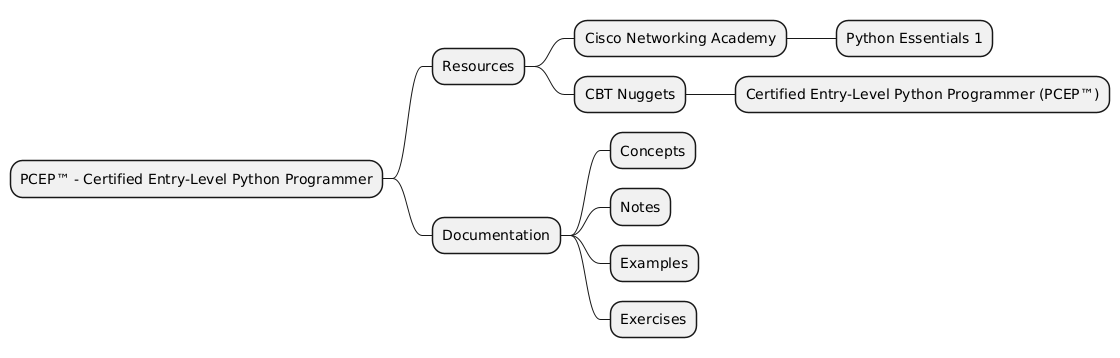 PCEP™ - Certified Entry-Level Python Programmer
Resources
Cisco Networking Academy
Python Essentials 1
CBT Nuggets
Certified Entry-Level Python Programmer (PCEP™)
Documentation
Concepts
Notes
Examples
Exercises